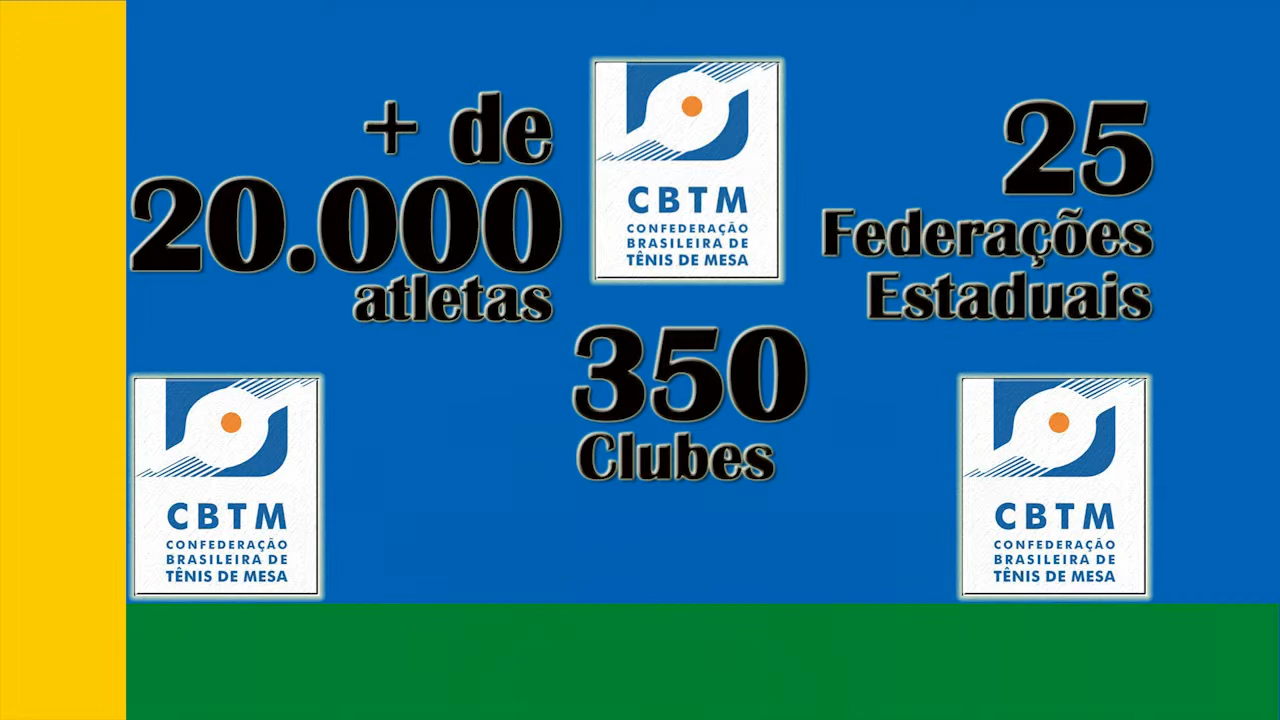 + de
20.000
atletas
CBTM
CONFEDERAÇÃO
BRASILEIRA DE
TÊNIS DE MESA
25
Federações
Estaduais
350
Clubes
CBTM
CONFEDERAÇÃO
BRASILEIRA DE
TÊNIS DE MESA
CBTM
CONFEDERAÇÃO
BRASILEIRA DE
TÊNIS DE MESA